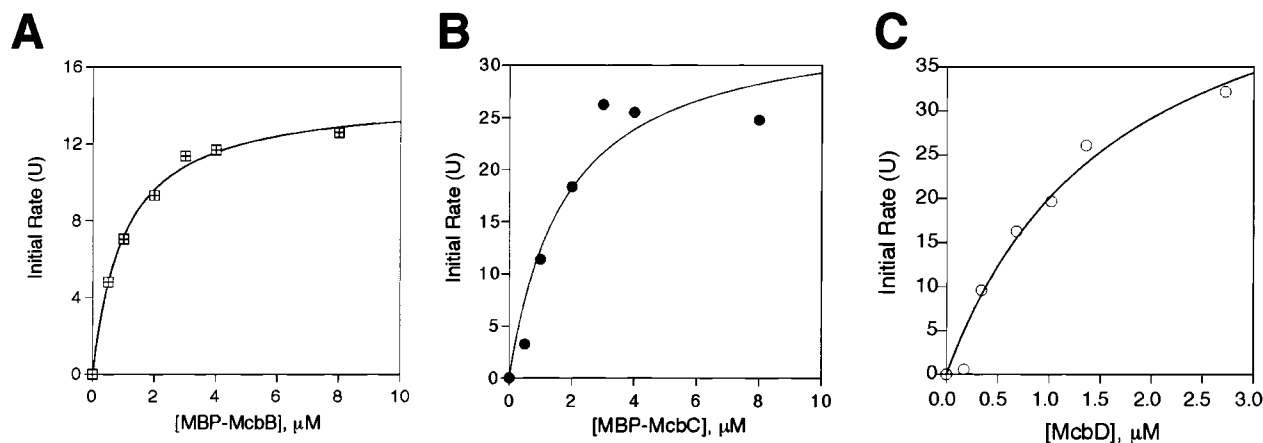 A
Initial Rate (U)
16
12
8
4
0
0 2 4 6 8 10
[MBP-McbB], μM
B
Initial Rate (U)
30
25
20
15
10
5
0
0 2 4 6 8 10
[MBP-McbC], μM
C
Initial Rate (U)
35
30
25
20
15
10
5
0
0.0 0.5 1.0 1.5 2.0 2.5 3.0
[McbD], μM